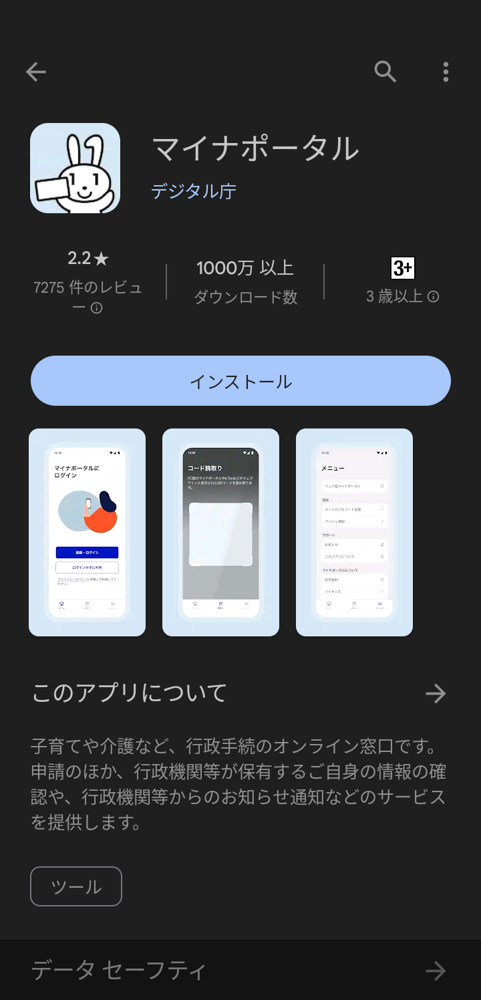 マイナポータル
デジタル庁
2.2★
7275 件のレビュ
ー
1000万 以上
ダウンロード数
3+
3 歳以上
インストール
12:30
マイナポータルに
ログイン
登録・ログイン
ログインせずに利用
プライバシーポリシーに同意して利用してく
ださい。
12:30
コード読取り
PC版のマイナポータルやe-Taxなどのウェブ
サイトに表示されたQRコードを読み取りま
す。
12:30
メニュー
ウェブ版マイナポータル
設定
カードのパスワード変更
プッシュ通知
サポート
お知らせ
このアプリについて
マイナポータルについて
利用規約
ライセンス
このアプリについて
子育てや介護など、行政手続のオンライン窓口です。
申請のほか、行政機関等が保有するご自身の情報の確
認や、行政機関等からのお知らせ通知などのサービス
を提供します。
ツール
データ セーフティ